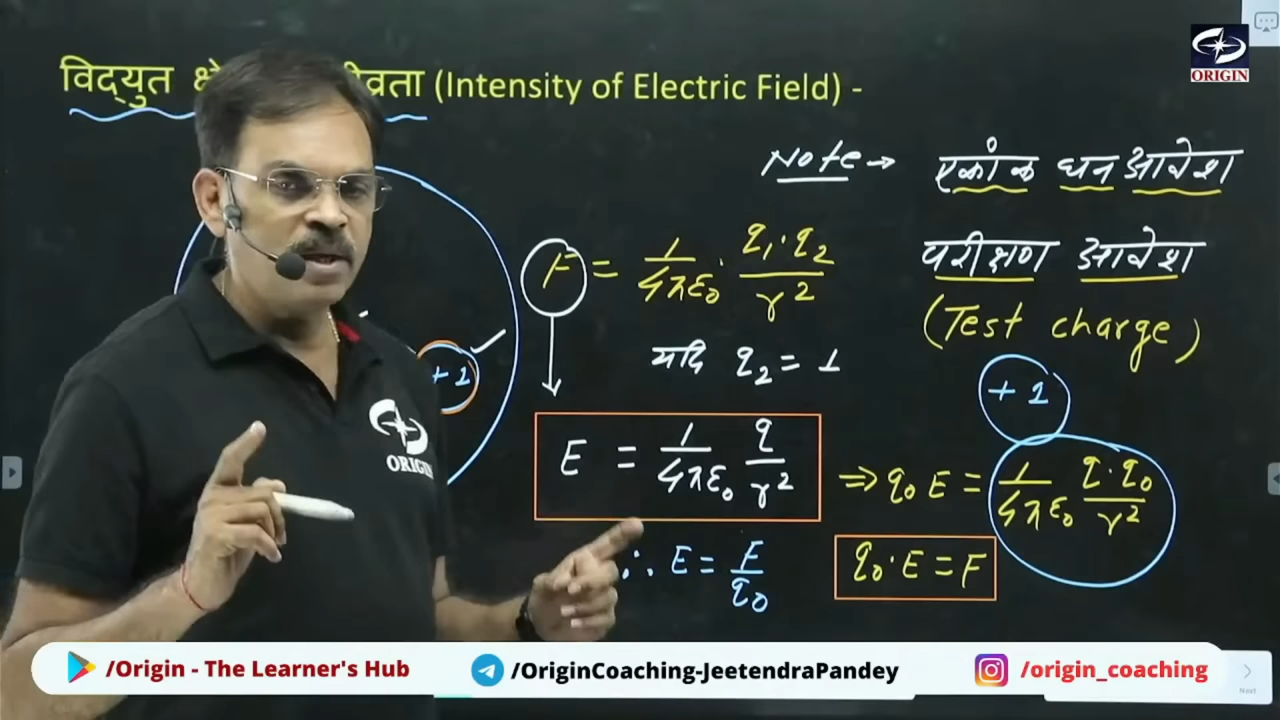 ORIGIN
विद्युत क्षे व्रता (Intensity of Electric Field) -
Note → एकांक धन आवेश
F = 1/4πε₀ · q₁·q₂/r²
परीक्षण आवेश
(Test charge)
यदि q₂ = 1
+1
+1
E = 1/4πε₀ q/r²
⇒ q₀ E = 1/4πε₀ q·q₀/r²
∴ E = F/q₀
q₀·E = F
ORIGIN
/Origin - The Learner's Hub
/OriginCoaching-JeetendraPandey
/origin_coaching
Next